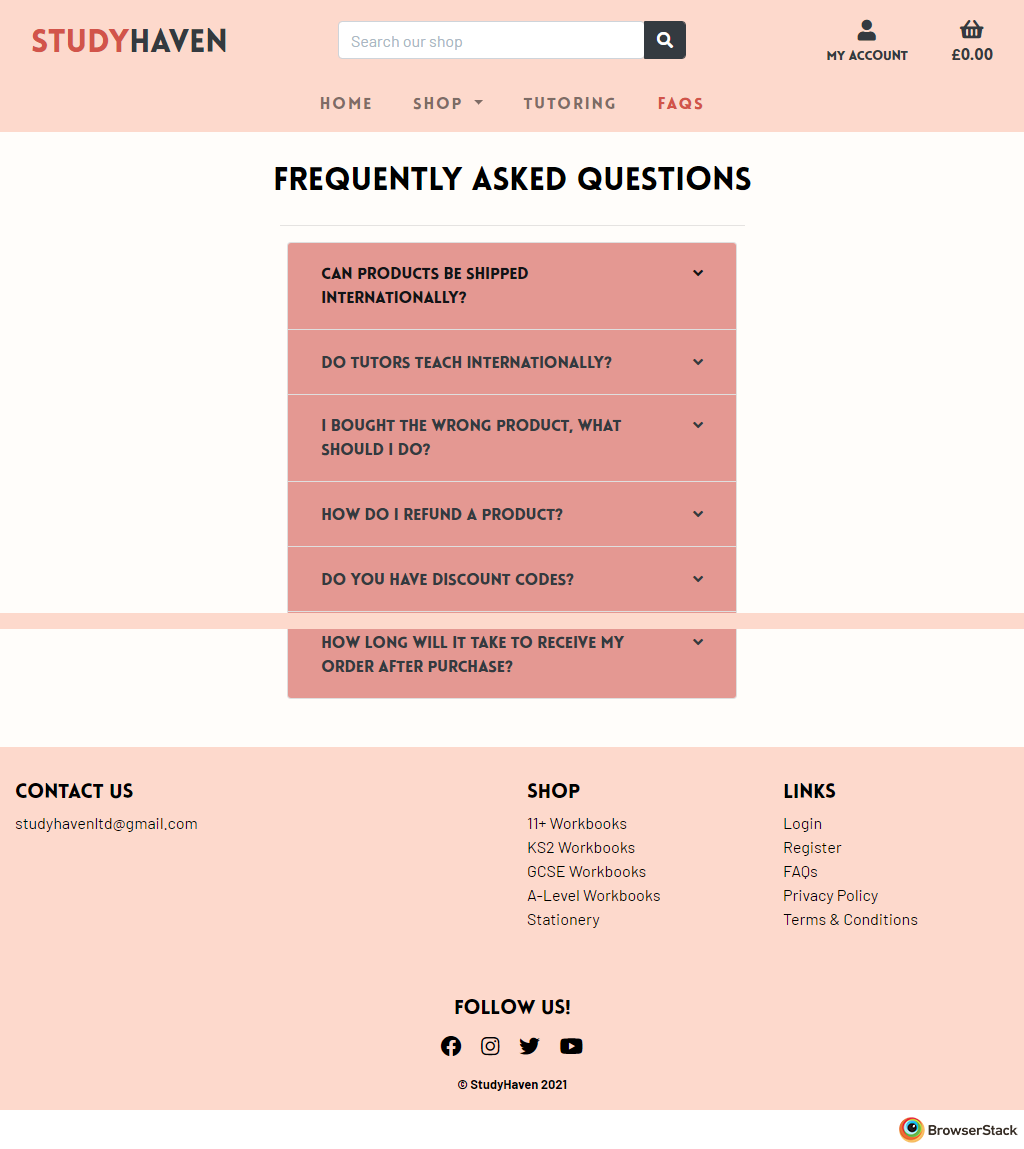 STUDYHAVEN
Search our shop
MY ACCOUNT
£0.00
HOME SHOP TUTORING FAQS
FREQUENTLY ASKED QUESTIONS
CAN PRODUCTS BE SHIPPED
INTERNATIONALLY?
DO TUTORS TEACH INTERNATIONALLY?
I BOUGHT THE WRONG PRODUCT, WHAT
SHOULD I DO?
HOW DO I REFUND A PRODUCT?
DO YOU HAVE DISCOUNT CODES?
HOW LONG WILL IT TAKE TO RECEIVE MY
ORDER AFTER PURCHASE?
CONTACT US
studyhavenltd@gmail.com
SHOP
11+ Workbooks
KS2 Workbooks
GCSE Workbooks
A-Level Workbooks
Stationery
LINKS
Login
Register
FAQs
Privacy Policy
Terms & Conditions
FOLLOW US!
© StudyHaven 2021
BrowserStack